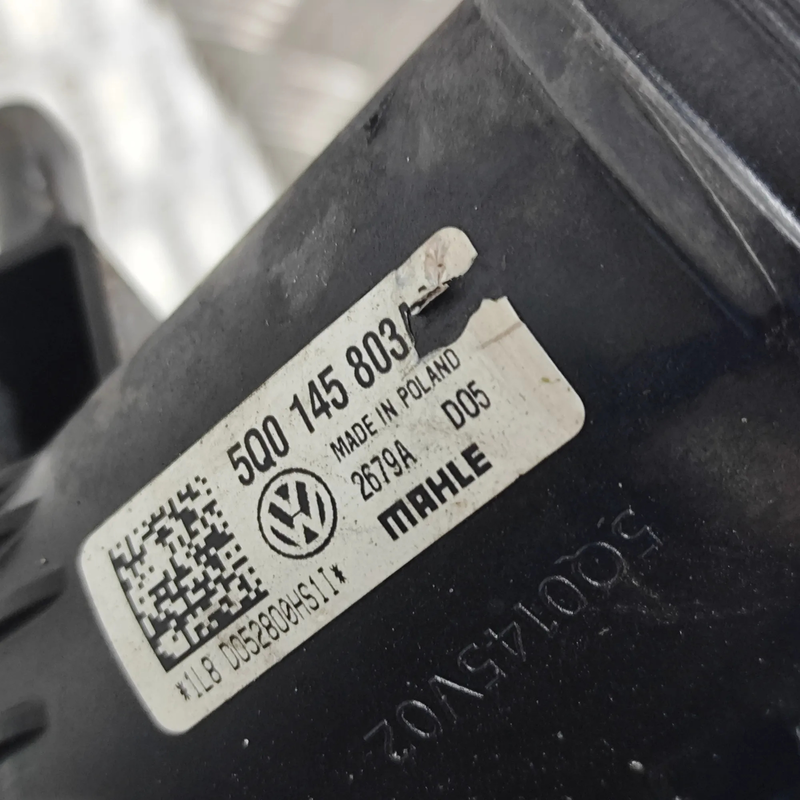 5Q0 145 803
MADE IN POLAND
2679A D05
MAHLE
*1L8 D052800HS1I*
5Q0145V02